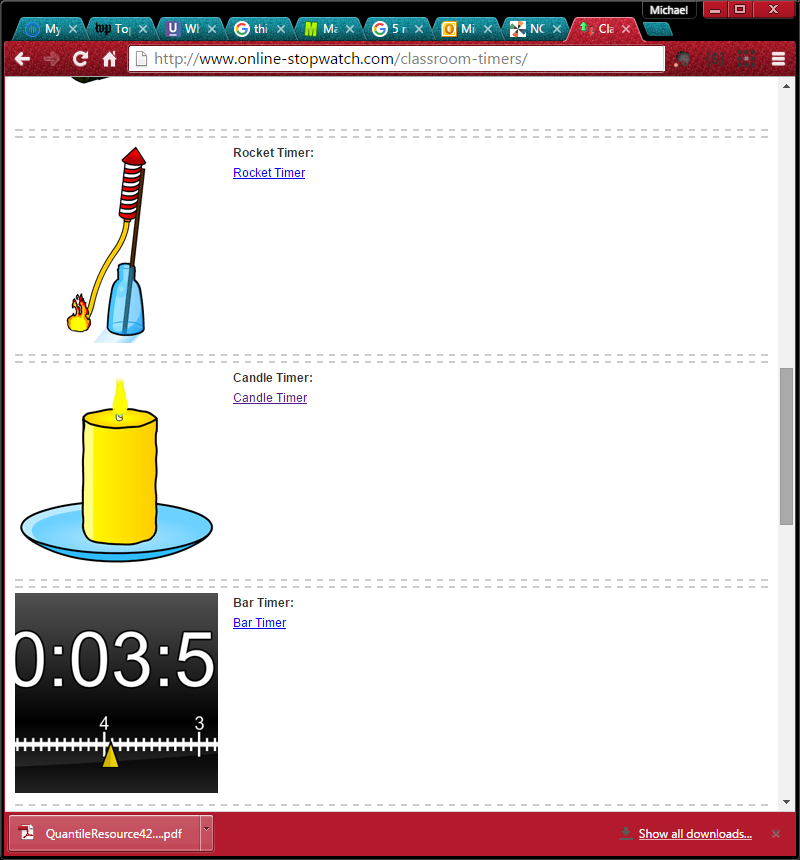 Michael
My
Top
Wh
thi
Ma
5 r
Mi
NC
Cla
http://www.online-stopwatch.com/classroom-timers/
Rocket Timer:
Rocket Timer
Candle Timer:
Candle Timer
Bar Timer:
Bar Timer
0:03:5
4 3
QuantileResource42....pdf
Show all downloads...